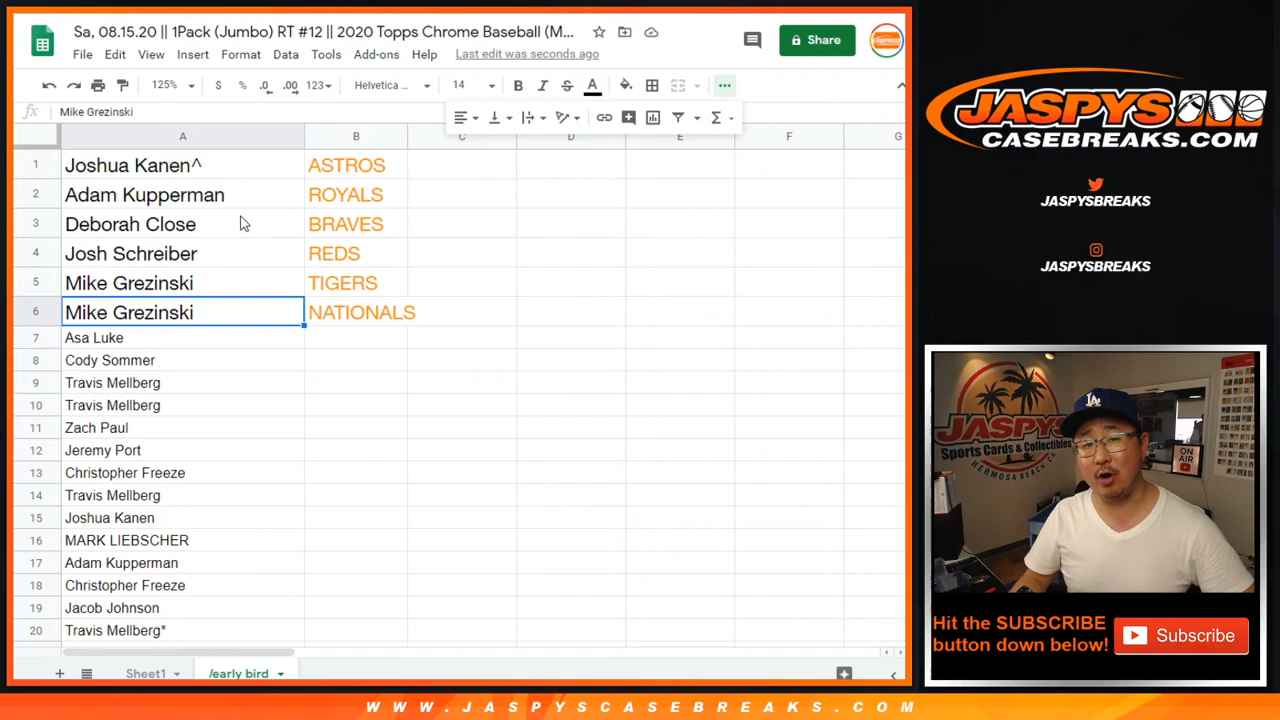 Sa, 08.15.20 || 1Pack (Jumbo) RT #12 || 2020 Topps Chrome Baseball (M...
File Edit View Insert Format Data Tools Add-ons Help Last edit was seconds ago
Share
125% $ % .0 .00 123 Helvetica ... 14 B I S A
fx Mike Grezinski
A B C D E F G
1 Joshua Kanen^ ASTROS
2 Adam Kupperman ROYALS
3 Deborah Close BRAVES
4 Josh Schreiber REDS
5 Mike Grezinski TIGERS
6 Mike Grezinski NATIONALS
7 Asa Luke
8 Cody Sommer
9 Travis Mellberg
10 Travis Mellberg
11 Zach Paul
12 Jeremy Port
13 Christopher Freeze
14 Travis Mellberg
15 Joshua Kanen
16 MARK LIEBSCHER
17 Adam Kupperman
18 Christopher Freeze
19 Jacob Johnson
20 Travis Mellberg*
Sheet1 /early bird
JASPYS
CASEBREAKS.COM
JASPYSBREAKS
JASPYSBREAKS
JASPYS
Sports Cards & Collectibles
HERMOSA BEACH, CA
LA
ON AIR
Hit the SUBSCRIBE
button down below!
Subscribe
WWW.JASPYSCASEBREAKS.COM